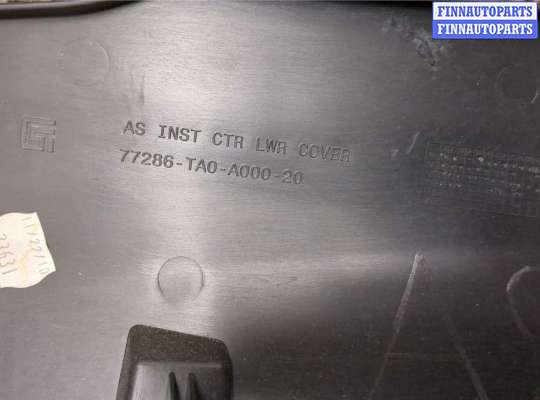 FINNAUTOPARTS
FINNAUTOPARTS
AS INST CTR LWR COVER
77286-TA0-A000-20